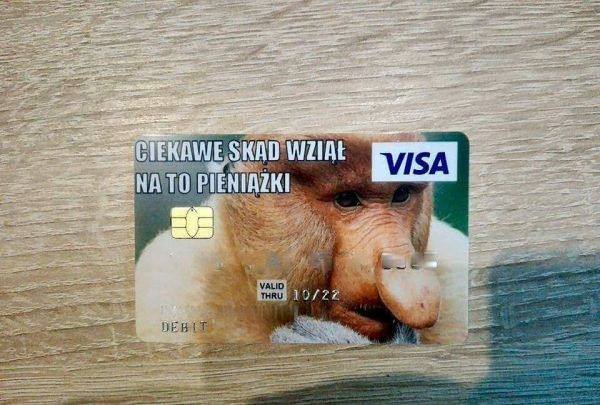 CIEKAWE SKĄD WZIĄŁ
NA TO PIENIĄŻKI
VISA
VALID
THRU 10/22
DEBIT